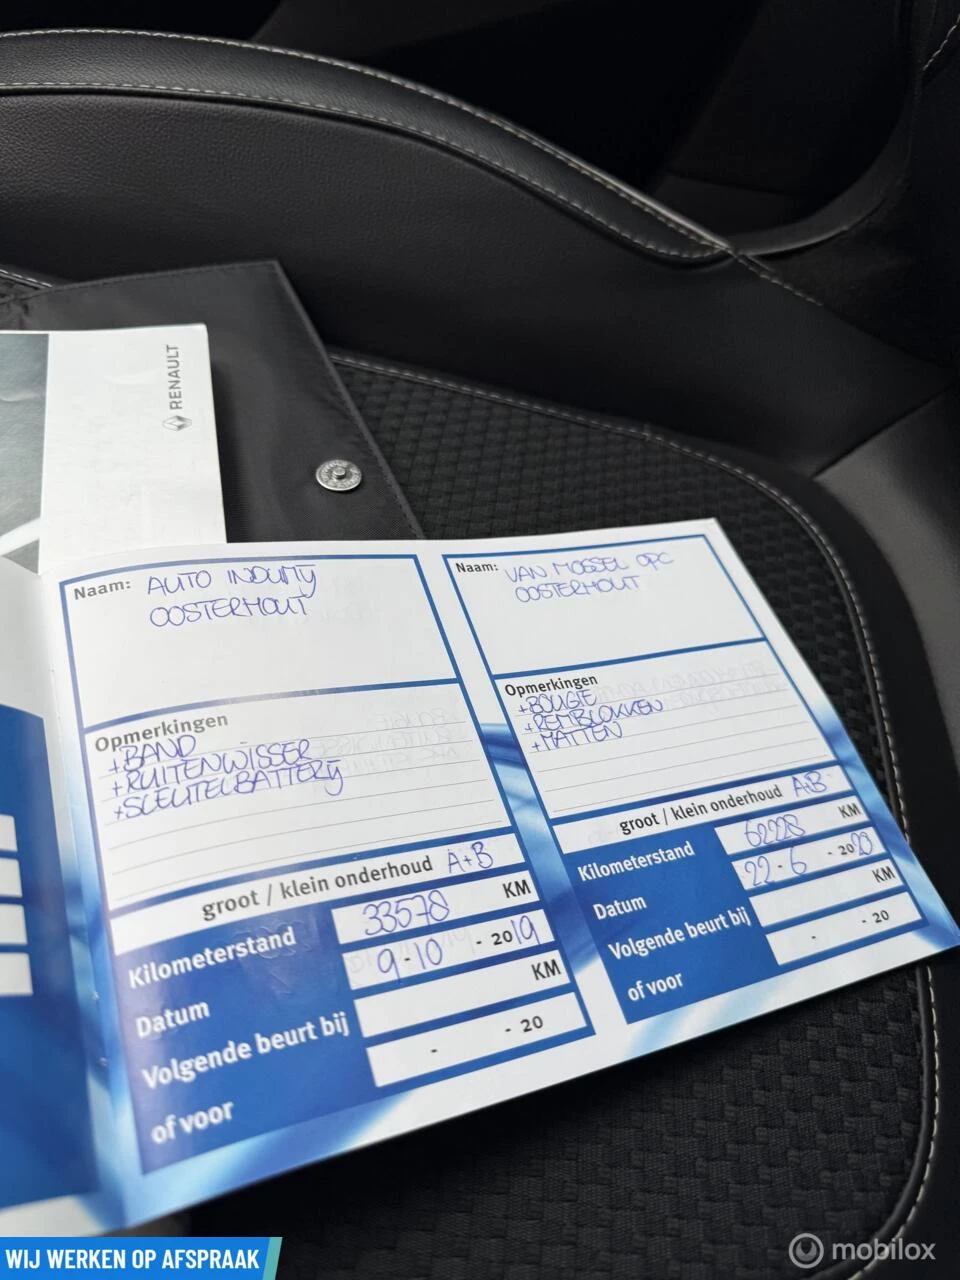 RENAULT
Naam: AUTO INDUMIJ
OOSTERHOUT
Opmerkingen
+BAND
+RUITENWISSER
+SLEUTELBATTERIJ
groot / klein onderhoud A+B
Kilometerstand 33578 KM
Datum 9-10-2019
Volgende beurt bij KM
of voor - - 20
Naam: VAN MOSSEL OPC
OOSTERHOUT
Opmerkingen
+BOUGIE
+REMBLOKKEN
+MATTEN
groot / klein onderhoud A+B
Kilometerstand 62228 KM
Datum 22-6-2020
Volgende beurt bij KM
of voor - - 20
WIJ WERKEN OP AFSPRAAK
mobilox